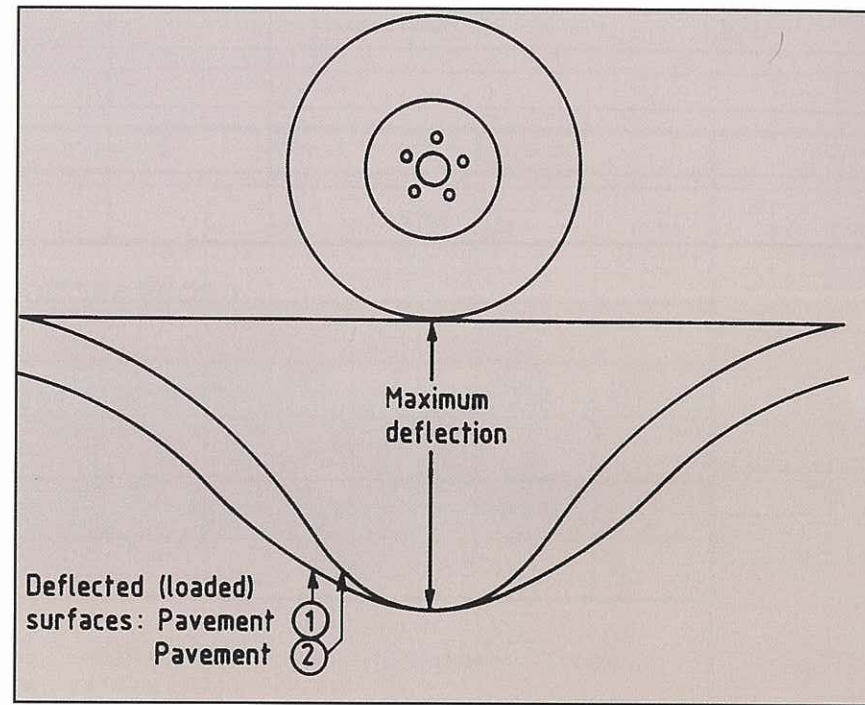 Maximum
deflection
Deflected (loaded)
surfaces: Pavement 1
Pavement 2